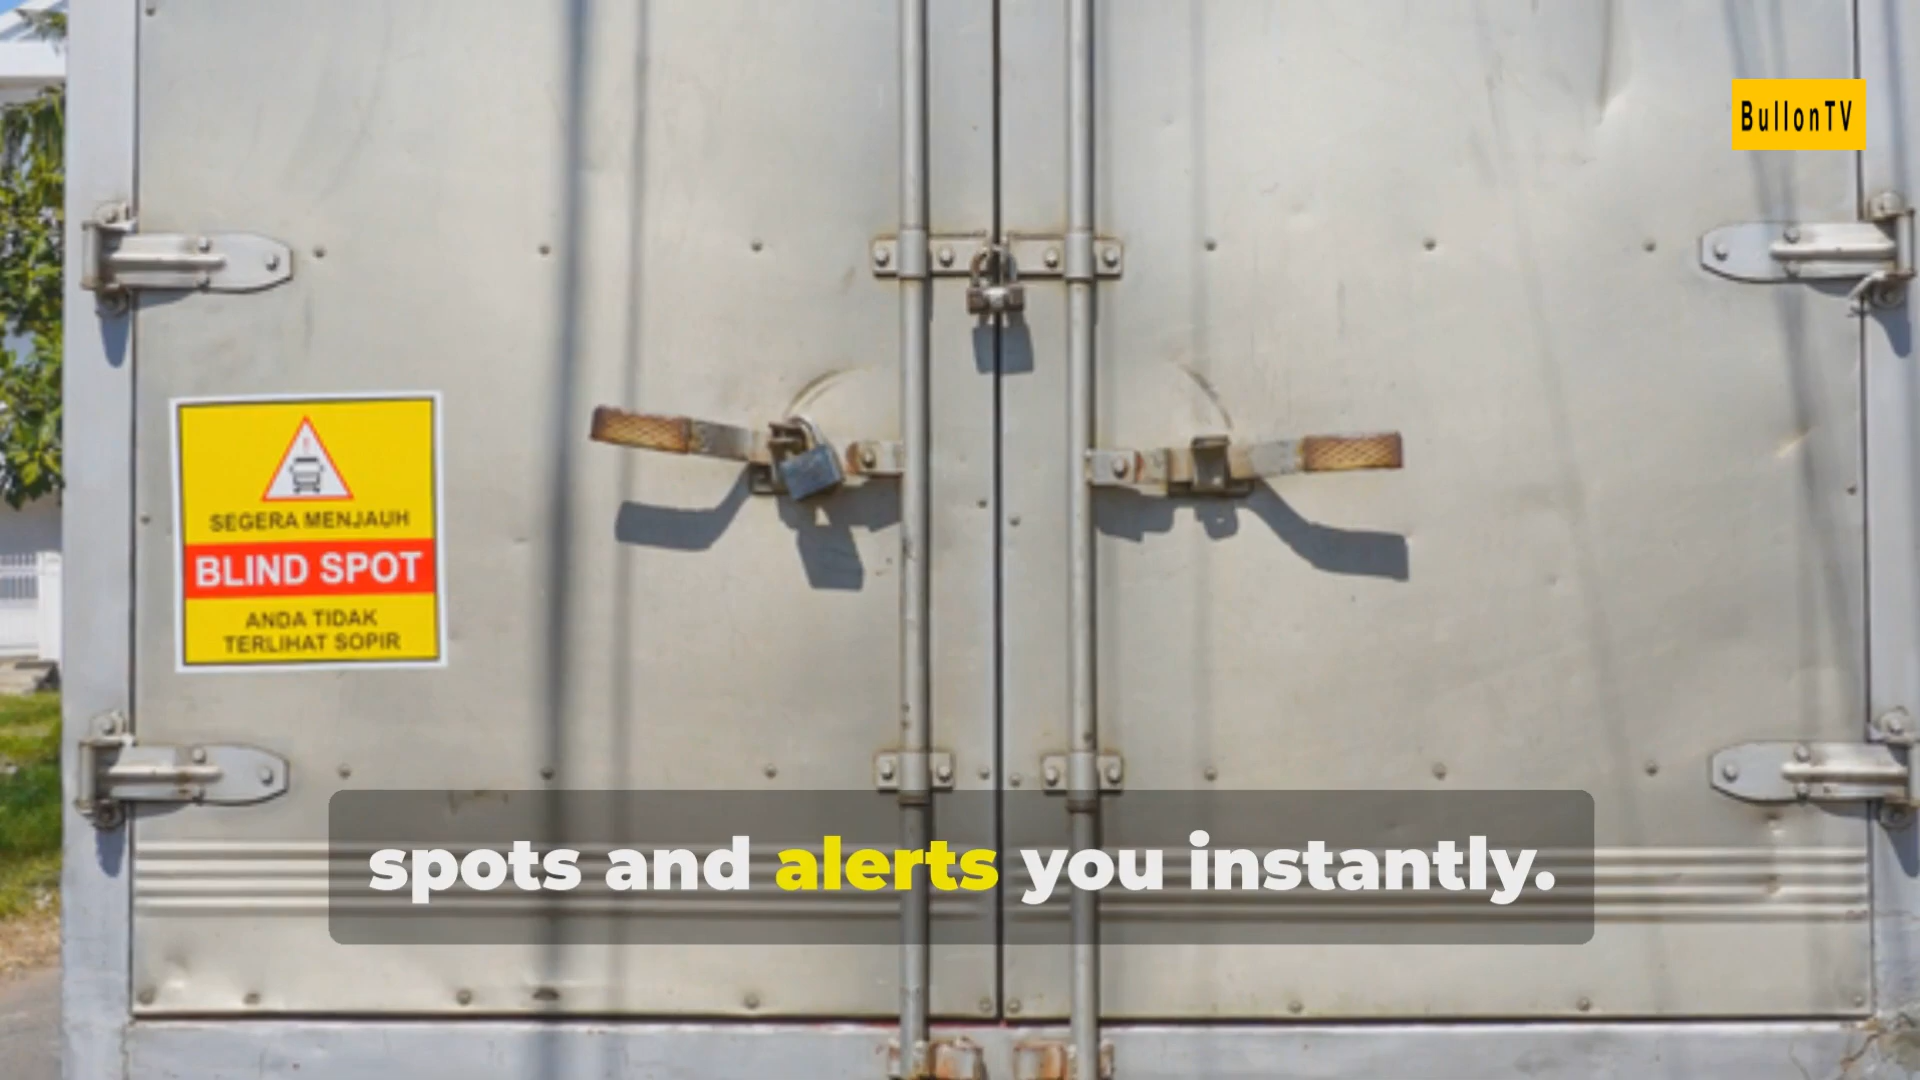 BullonTV
SEGERA MENJAUH
BLIND SPOT
ANDA TIDAK
TERLIHAT SOPIR
spots and alerts you instantly.